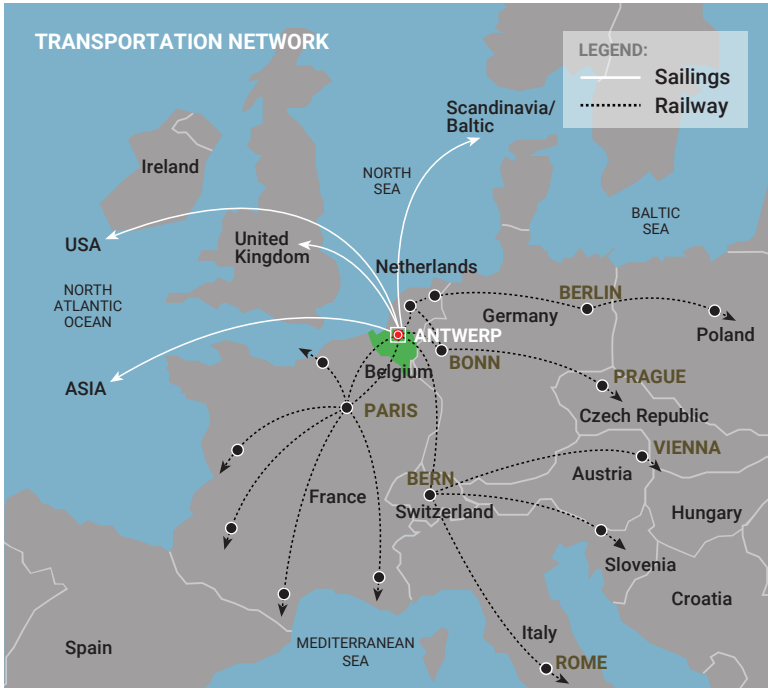 TRANSPORTATION NETWORK
LEGEND:
Sailings
Railway
Scandinavia/
Baltic
Ireland
NORTH
SEA
BALTIC
SEA
USA
United
Kingdom
Netherlands
NORTH
ATLANTIC
OCEAN
BERLIN
Germany
Poland
ANTWERP
BONN
Belgium
ASIA
PRAGUE
PARIS
Czech Republic
VIENNA
BERN
Austria
France
Switzerland
Hungary
Slovenia
Croatia
Italy
MEDITERRANEAN
SEA
Spain
ROME